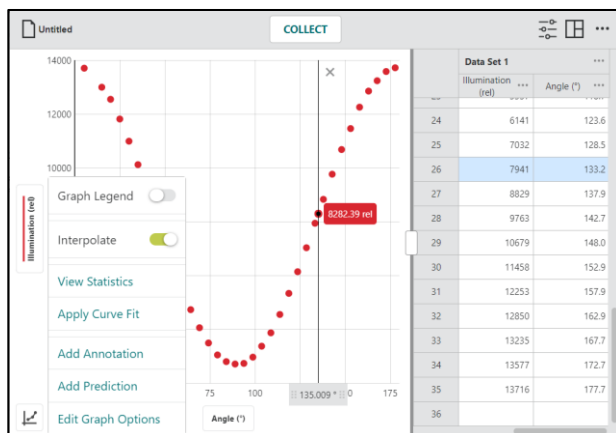 Untitled
COLLECT
14000
12000
10000
Illumination (rel)
Graph Legend
Interpolate
View Statistics
Apply Curve Fit
Add Annotation
Add Prediction
Edit Graph Options
8282.39 rel
75 100 135.009 ° 0 175
Angle (°)
Data Set 1
Illumination (rel) Angle (°)
24 6141 123.6
25 7032 128.5
26 7941 133.2
27 8829 137.9
28 9763 142.7
29 10679 148.0
30 11458 152.9
31 12253 157.9
32 12850 162.9
33 13235 167.7
34 13577 172.7
35 13716 177.7
36